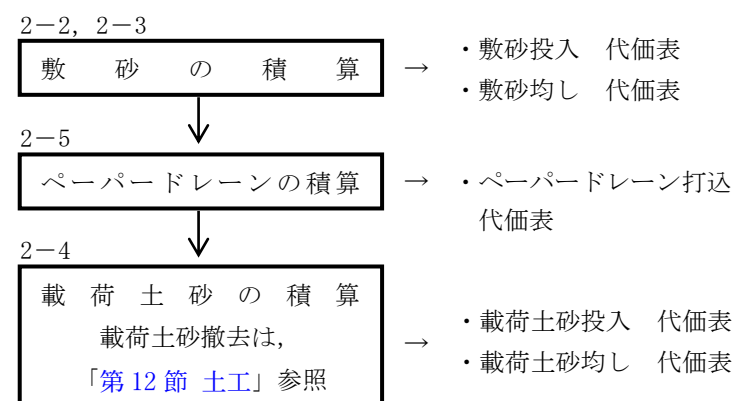 2－2, 2－3
敷砂の積算
→
・敷砂投入　代価表
・敷砂均し　代価表
2－5
ペーパードレーンの積算
→
・ペーパードレーン打込
代価表
2－4
載荷土砂の積算
載荷土砂撤去は,
「第12節 土工」参照
→
・載荷土砂投入　代価表
・載荷土砂均し　代価表